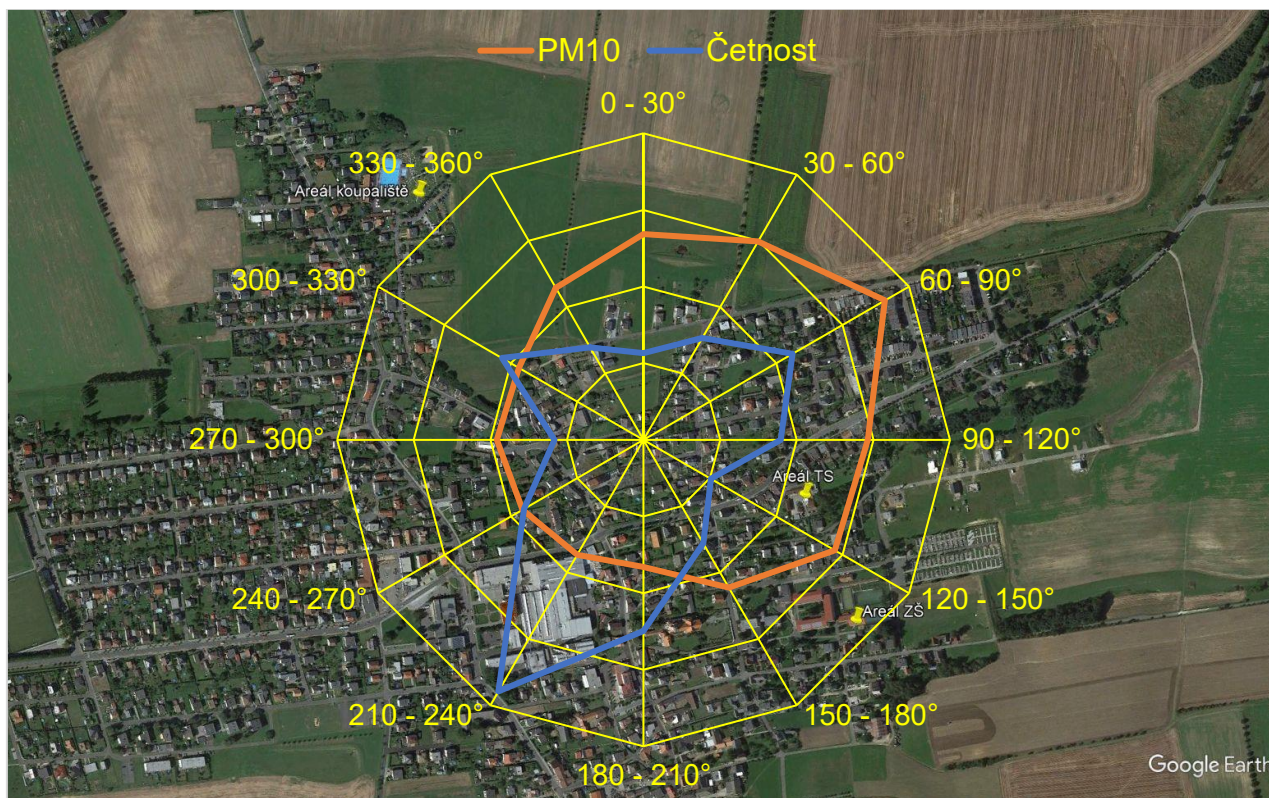 PM10 Četnost
0 - 30°
330 - 360°
30 - 60°
Areál koupaliště
300 - 330°
60 - 90°
270 - 300°
90 - 120°
Areál TS
240 - 270°
120 - 150°
Areál ZŠ
210 - 240°
150 - 180°
180 - 210°
Google Earth